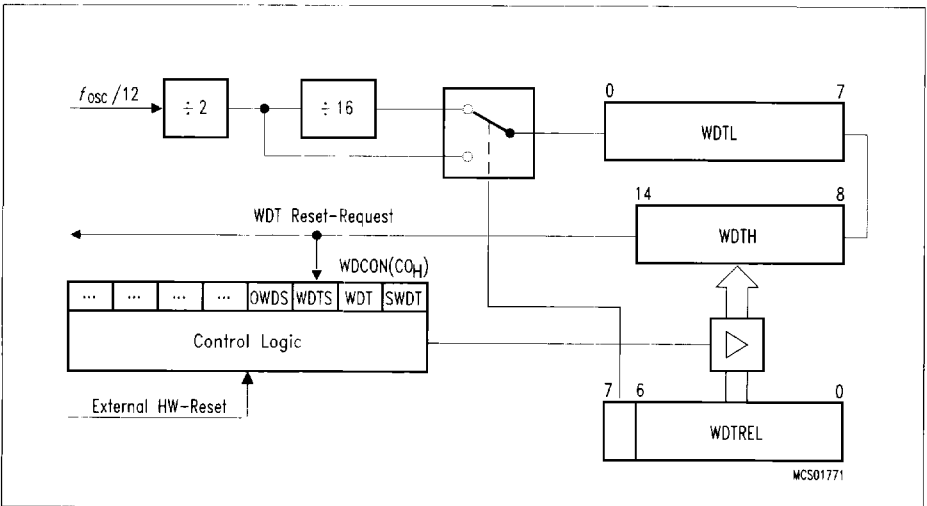 fosc/12
÷ 2
÷ 16
0 7
WDTL
14 8
WDTH
WDT Reset-Request
WDCON(C0H)
... ... ... ... OWDS WDTS WDT SWDT
Control Logic
External HW-Reset
7 6 0
WDTREL
MCS01771